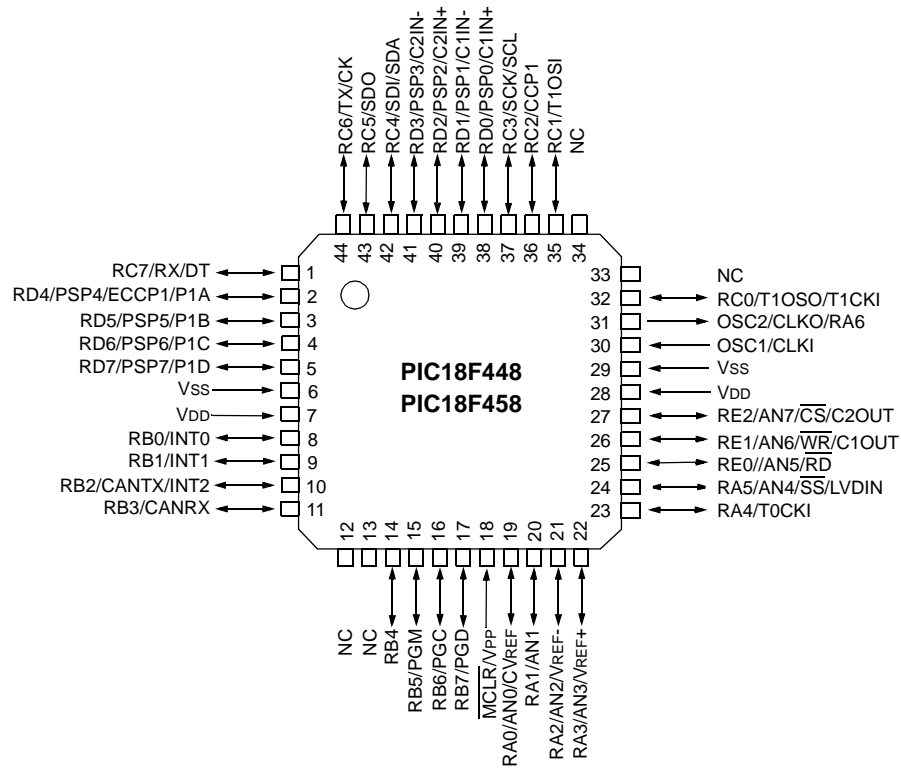 RC6/TX/CK
RC5/SDO
RC4/SDI/SDA
RD3/PSP3/C2IN-
RD2/PSP2/C2IN+
RD1/PSP1/C1IN-
RD0/PSP0/C1IN+
RC3/SCK/SCL
RC2/CCP1
RC1/T1OSI
NC
44
43
42
41
40
39
38
37
36
35
34
RC7/RX/DT 1
RD4/PSP4/ECCP1/P1A 2
RD5/PSP5/P1B 3
RD6/PSP6/P1C 4
RD7/PSP7/P1D 5
VSS 6
VDD 7
RB0/INT0 8
RB1/INT1 9
RB2/CANTX/INT2 10
RB3/CANRX 11
PIC18F448
PIC18F458
33 NC
32 RC0/T1OSO/T1CKI
31 OSC2/CLKO/RA6
30 OSC1/CLKI
29 VSS
28 VDD
27 RE2/AN7/CS/C2OUT
26 RE1/AN6/WR/C1OUT
25 RE0//AN5/RD
24 RA5/AN4/SS/LVDIN
23 RA4/T0CKI
12
13
14
15
16
17
18
19
20
21
22
NC
NC
RB4
RB5/PGM
RB6/PGC
RB7/PGD
MCLR/VPP
RA0/AN0/CVREF
RA1/AN1
RA2/AN2/VREF-
RA3/AN3/VREF+